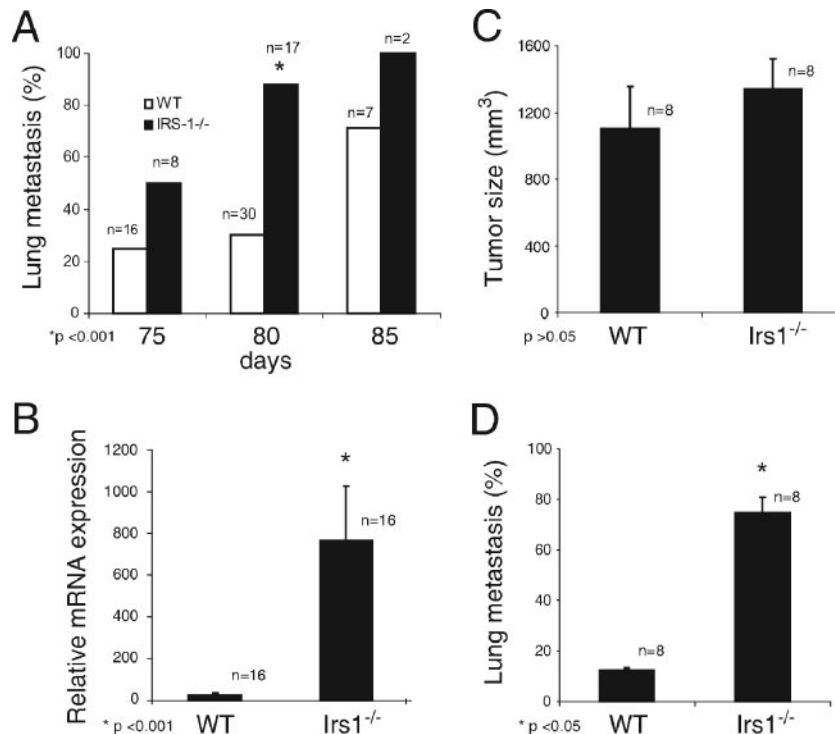 A
Lung metastasis (%)
100
80
60
40
20
0
WT
IRS-1-/-
n=16
n=8
n=30
n=17
*
n=7
n=2
75
80
85
days
*p <0.001
B
Relative mRNA expression
1200
1000
800
600
400
200
0
n=16
*
n=16
WT
Irs1-/-
* p <0.001
C
Tumor size (mm³)
1600
1200
800
400
0
n=8
n=8
WT
Irs1-/-
p >0.05
D
Lung metastasis (%)
100
80
60
40
20
0
n=8
*
n=8
WT
Irs1-/-
* p <0.05